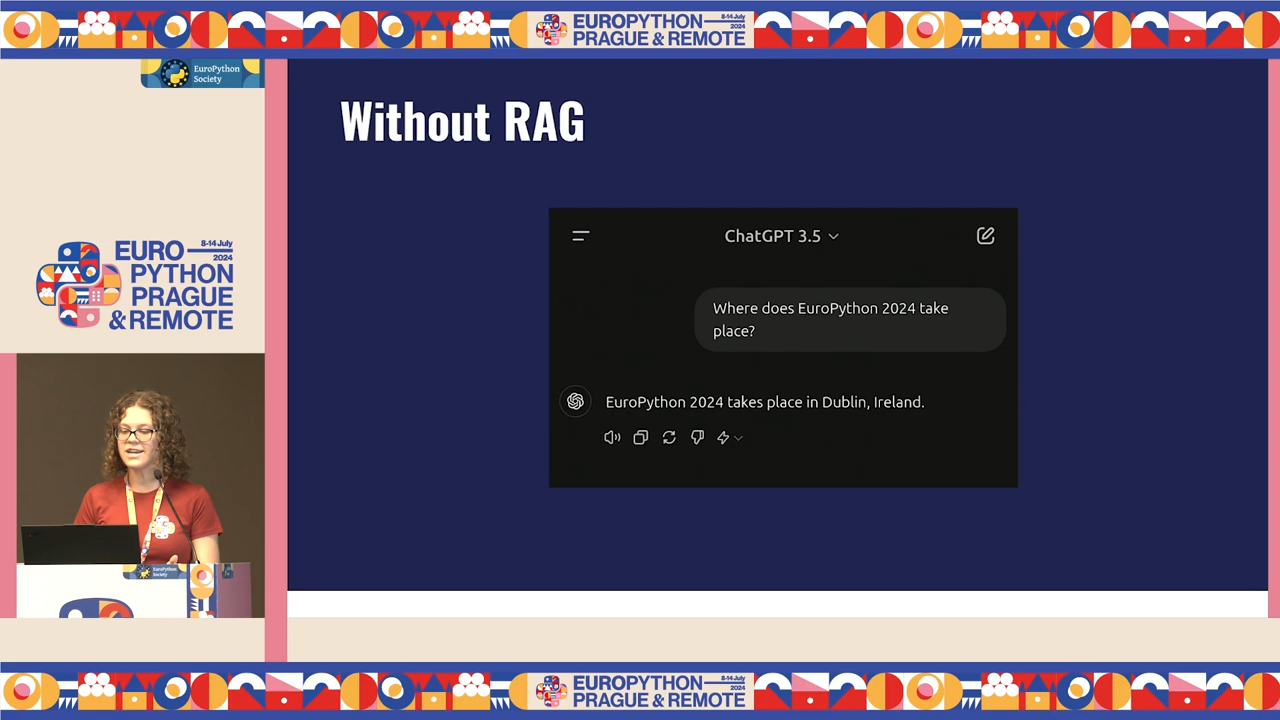 EUROPYTHON
8-14 July
2024
PRAGUE & REMOTE
EuroPython
Society
Without RAG
ChatGPT 3.5
Where does EuroPython 2024 take
place?
EuroPython 2024 takes place in Dublin, Ireland.
EURO
8-14 July
2024
PYTHON
PRAGUE
& REMOTE
EuroPython
Society
EUROPYTHON
8-14 July
2024
PRAGUE & REMOTE